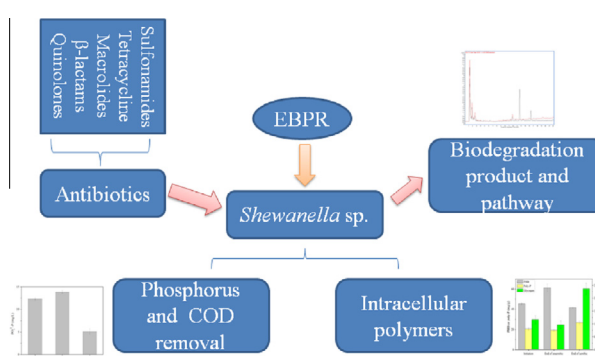 Sulfonamides
Tetracycline
Macrolides
β-lactams
Quinolones
EBPR
Antibiotics
Shewanella sp.
Biodegradation
product and
pathway
Phosphorus
and COD
removal
Intracellular
polymers